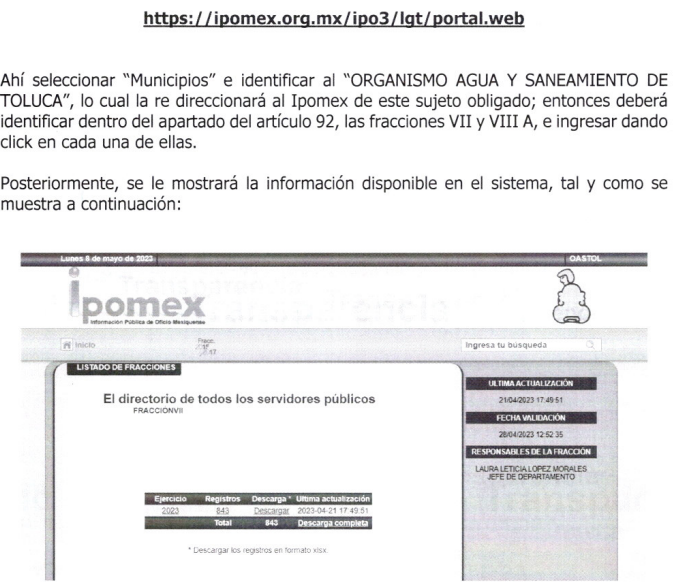 https://ipomex.org.mx/ipo3/lgt/portal.web
Ahí seleccionar "Municipios" e identificar al "ORGANISMO AGUA Y SANEAMIENTO DE
TOLUCA", lo cual la re direccionará al Ipomex de este sujeto obligado; entonces deberá
identificar dentro del apartado del artículo 92, las fracciones VII y VIII A, e ingresar dando
click en cada una de ellas.
Posteriormente, se le mostrará la información disponible en el sistema, tal y como se
muestra a continuación:
Lunes 8 de mayo de 2023
OASTOL
ipomex
Información Pública de Oficio Mexiquense
Inicio
Ingresa tu búsqueda
LISTADO DE FRACCIONES
El directorio de todos los servidores públicos
FRACCIÓNVII
ULTIMA ACTUALIZACIÓN
21/04/2023 17:49:51
FECHA VALIDACIÓN
28/04/2023 12:52:35
RESPONSABLES DE LA FRACCIÓN
LAURA LETICIA LOPEZ MORALES
JEFE DE DEPARTAMENTO
Ejercicio Registros Descarga * Ultima actualización
2023 843 Descargar 2023-04-21 17:49:51
Total 843 Descarga completa
* Descargar los registros en formato xlsx.